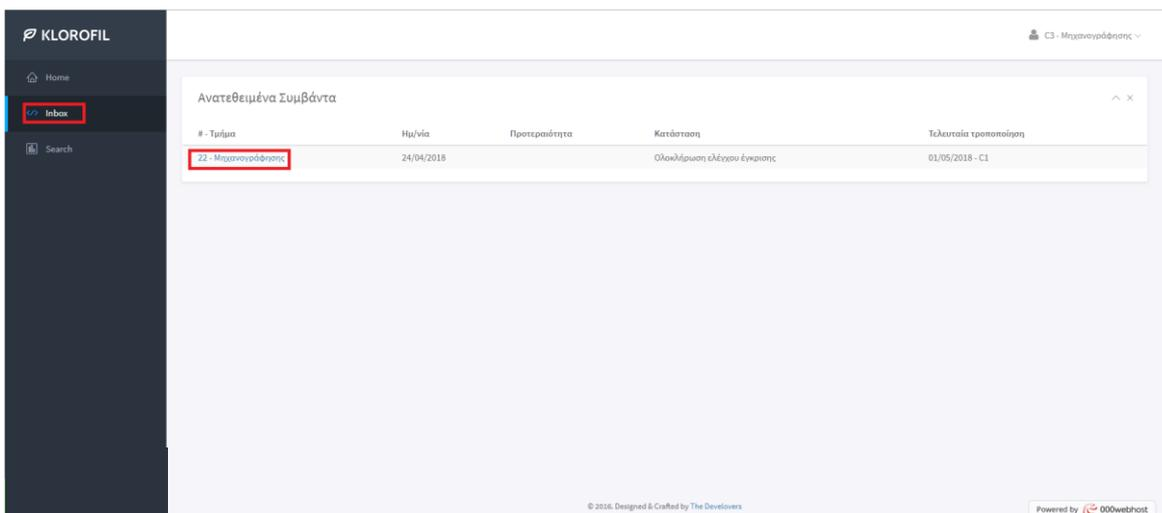 KLOROFIL
C3 - Μηχανογράφησης
Home
Inbox
Search
Ανατεθειμένα Συμβάντα
# - Τμήμα Ημ/νία Προτεραιότητα Κατάσταση Τελευταία τροποποίηση
22 - Μηχανογράφησης 24/04/2018 Ολοκλήρωση ελέγχου έγκρισης 01/05/2018 - C1
© 2016. Designed & Crafted by The Develovers
Powered by 000webhost